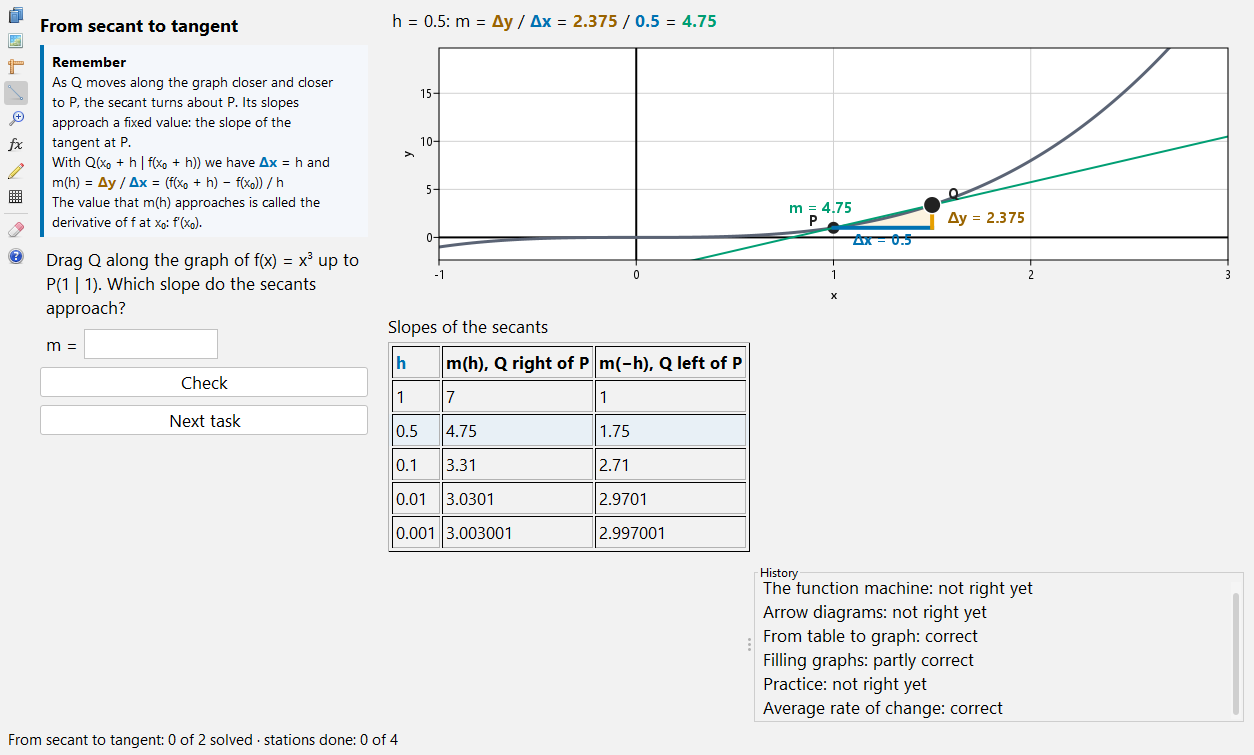 From secant to tangent
Remember
As Q moves along the graph closer and closer
to P, the secant turns about P. Its slopes
approach a fixed value: the slope of the
tangent at P.
With Q(x₀ + h | f(x₀ + h)) we have Δx = h and
m(h) = Δy / Δx = (f(x₀ + h) − f(x₀)) / h
The value that m(h) approaches is called the
derivative of f at x₀: f′(x₀).
Drag Q along the graph of f(x) = x³ up to
P(1 | 1). Which slope do the secants
approach?
m =
Check
Next task
h = 0.5: m = Δy / Δx = 2.375 / 0.5 = 4.75
15
10
5
0
y
-1
0
1
2
3
x
m = 4.75
P
Q
Δy = 2.375
Δx = 0.5
Slopes of the secants
h m(h), Q right of P m(−h), Q left of P
1 7 1
0.5 4.75 1.75
0.1 3.31 2.71
0.01 3.0301 2.9701
0.001 3.003001 2.997001
History
The function machine: not right yet
Arrow diagrams: not right yet
From table to graph: correct
Filling graphs: partly correct
Practice: not right yet
Average rate of change: correct
fx
?
From secant to tangent: 0 of 2 solved · stations done: 0 of 4